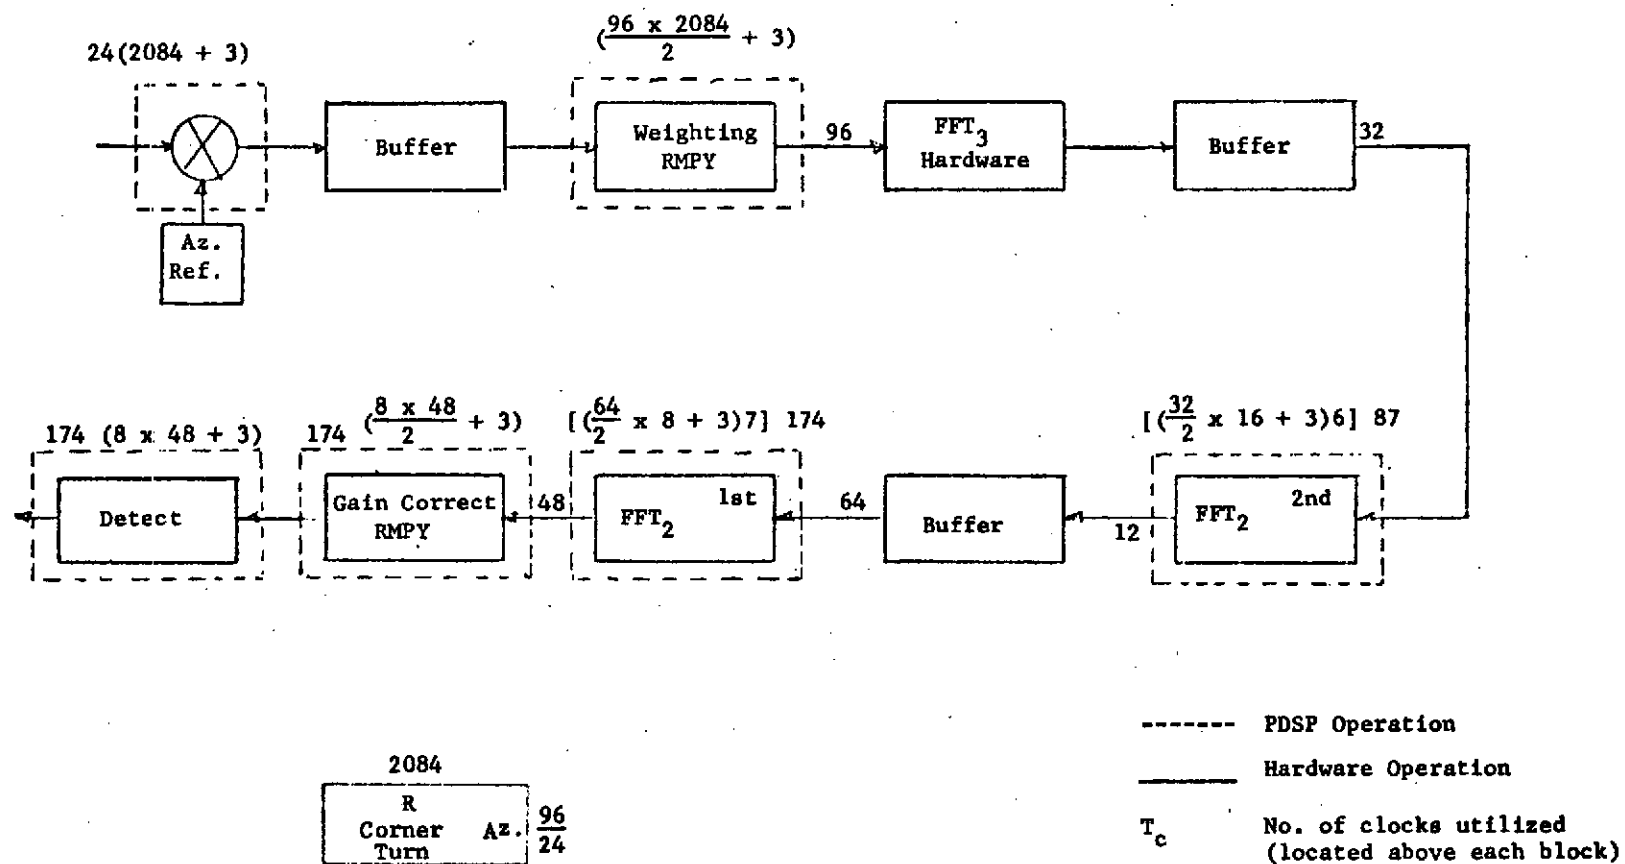 24(2084 + 3)
(96 x 2084 / 2 + 3)
Buffer
Weighting
RMPY
96
FFT3
Hardware
Buffer
32
Az.
Ref.
174 (8 x 48 + 3)
174 (8 x 48 / 2 + 3)
[(64 / 2 x 8 + 3)7] 174
[(32 / 2 x 16 + 3)6] 87
Detect
Gain Correct
RMPY
48
1st
FFT2
64
Buffer
12
2nd
FFT2
PDSP Operation
Hardware Operation
Tc No. of clocks utilized
(located above each block)
2084
R
Corner Az.
Turn
96
24